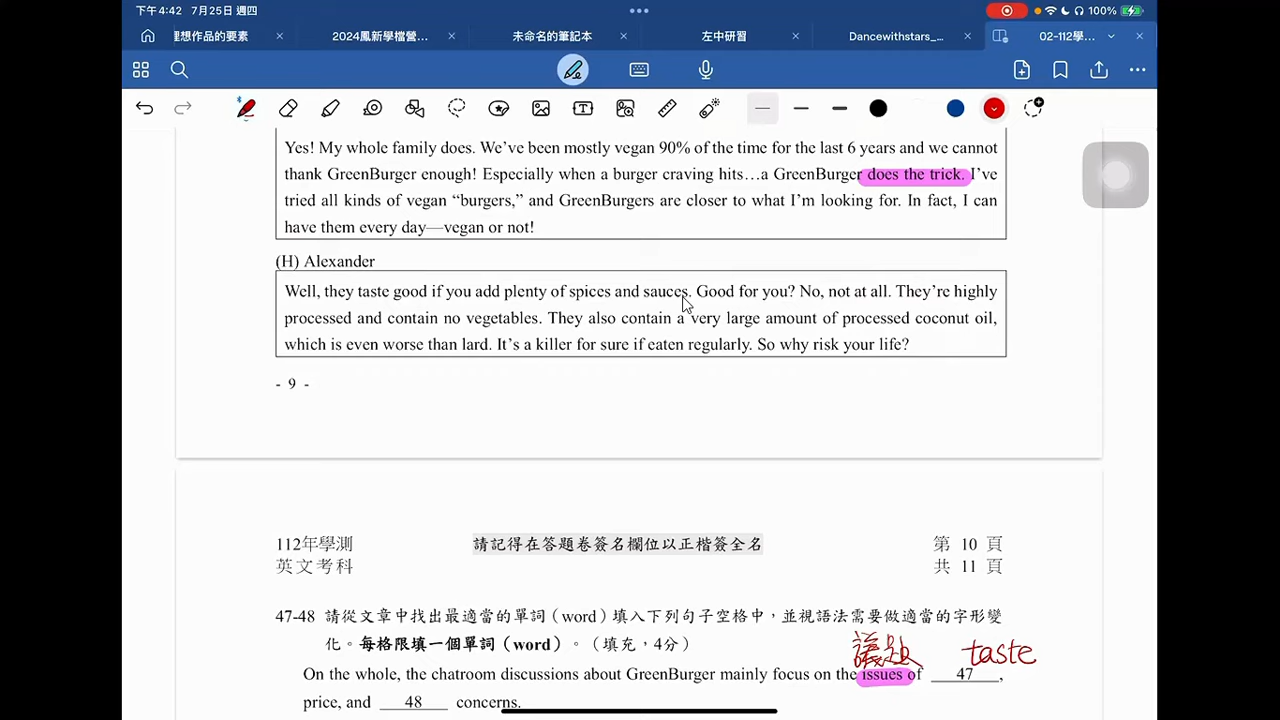 下午4:42 7月25日 週四
100%
理想作品的要素
2024鳳新學檔營...
未命名的筆記本
左中研習
Dancewithstars_...
02-112學...
Yes! My whole family does. We've been mostly vegan 90% of the time for the last 6 years and we cannot
thank GreenBurger enough! Especially when a burger craving hits…a GreenBurger does the trick. I've
tried all kinds of vegan “burgers,” and GreenBurgers are closer to what I'm looking for. In fact, I can
have them every day—vegan or not!
(H) Alexander
Well, they taste good if you add plenty of spices and sauces. Good for you? No, not at all. They're highly
processed and contain no vegetables. They also contain a very large amount of processed coconut oil,
which is even worse than lard. It's a killer for sure if eaten regularly. So why risk your life?
- 9 -
112年學測
英文考科
請記得在答題卷簽名欄位以正楷簽全名
第 10 頁
共 11 頁
47-48 請從文章中找出最適當的單詞（word）填入下列句子空格中，並視語法需要做適當的字形變
化。每格限填一個單詞（word）。（填充，4分）
議題 taste
On the whole, the chatroom discussions about GreenBurger mainly focus on the issues of 47 ,
price, and 48 concerns.